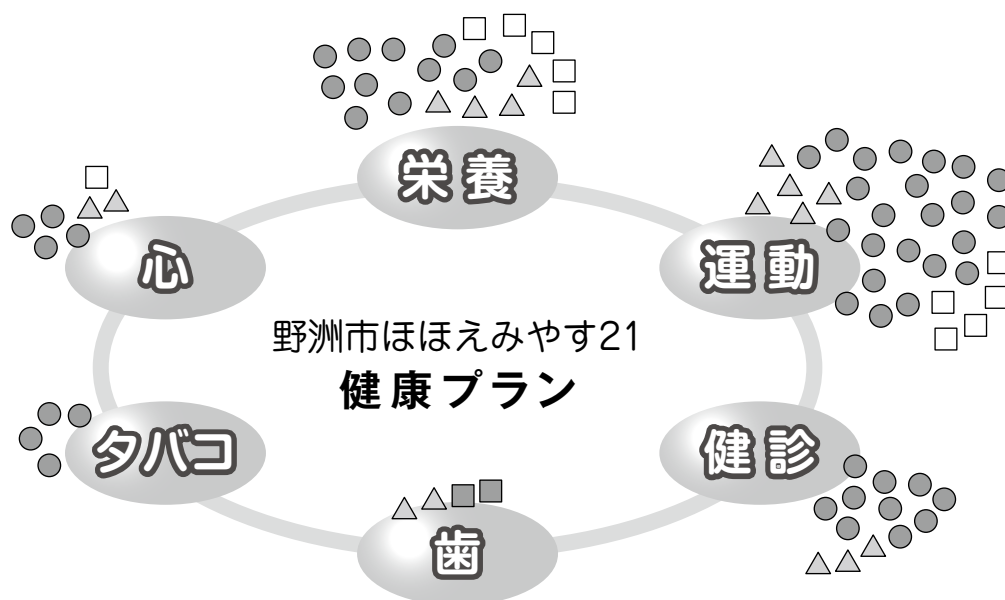 栄養
運動
心
野洲市ほほえみやす21
健康プラン
タバコ
健診
歯